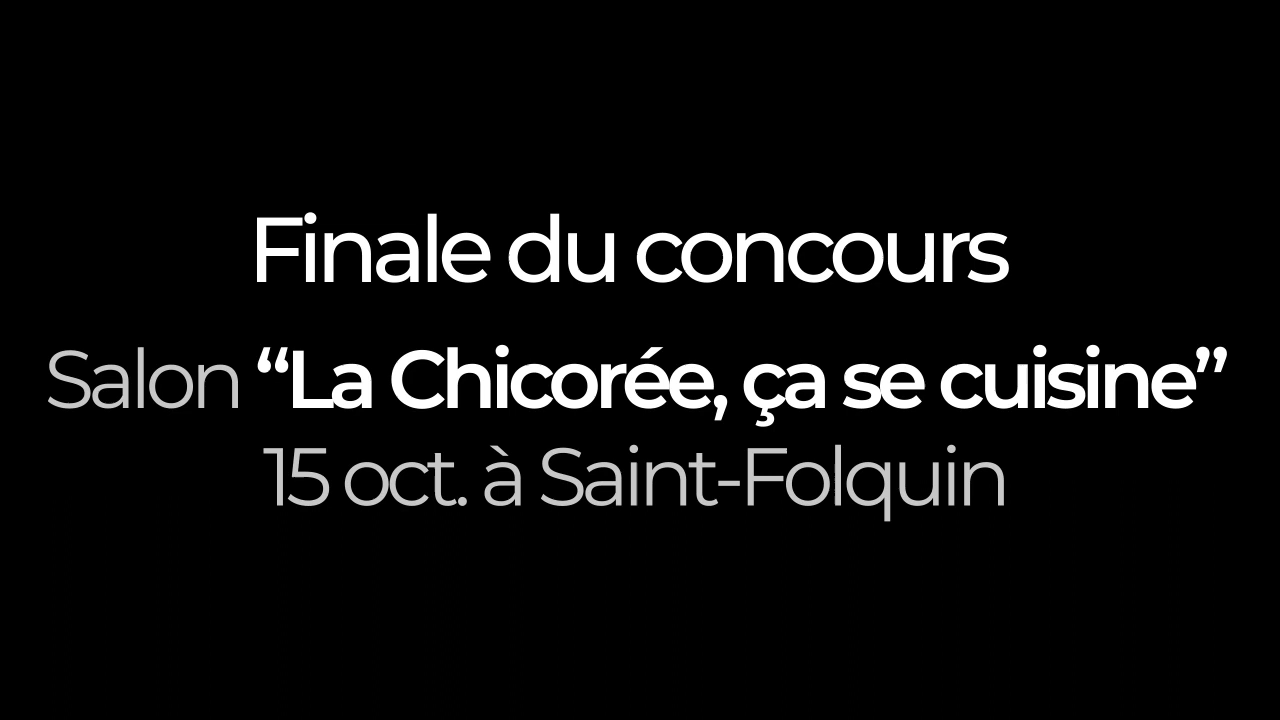 Finale du concours
Salon “La Chicorée, ça se cuisine”
15 oct. à Saint-Folquin